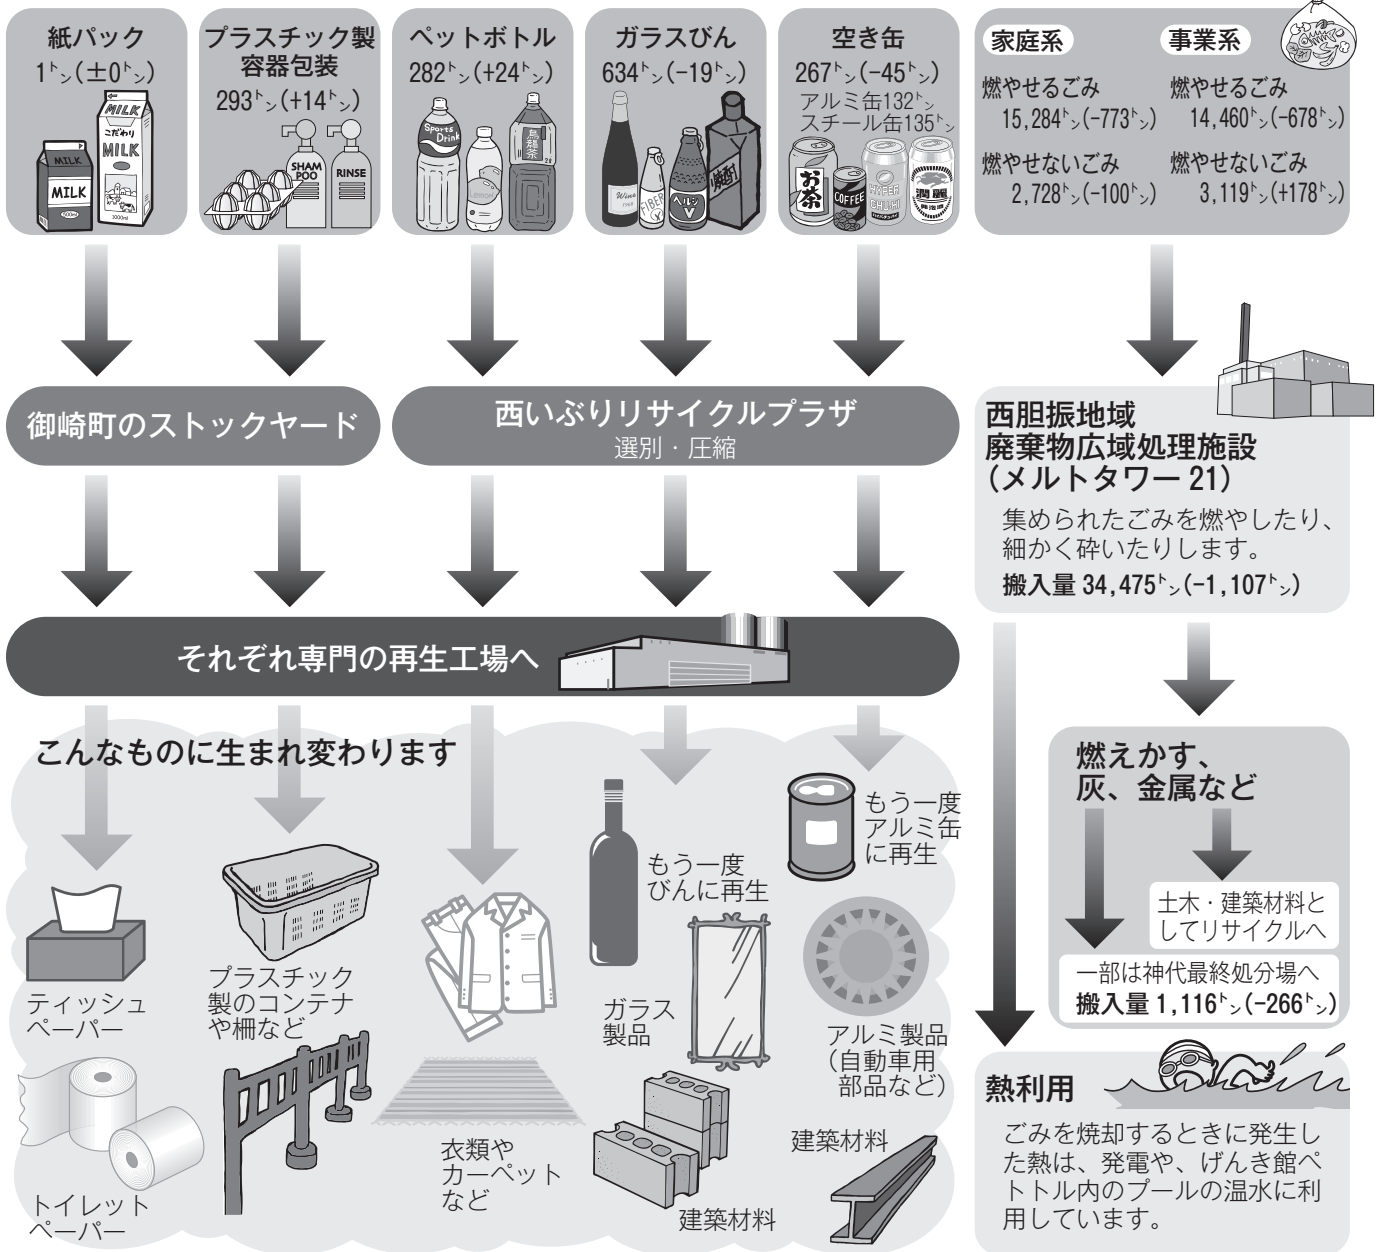 紙パック
1トン(±0トン)
MILK
MILK
500ml
MILK
こだわり
MILK
1000ml
プラスチック製
容器包装
293トン(+14トン)
SHAM
POO
RINSE
ペットボトル
282トン(+24トン)
Sports
Drink
烏龍茶
ガラスびん
634トン(-19トン)
Wine
FIBER
Y
ヘルシ
V
焼酎
空き缶
267トン(-45トン)
アルミ缶132トン
スチール缶135トン
お茶
COFFEE
HYPER
CHUHI
潤麗
発泡酒
家庭系
燃やせるごみ
15,284トン(-773トン)
燃やせないごみ
2,728トン(-100トン)
事業系
燃やせるごみ
14,460トン(-678トン)
燃やせないごみ
3,119トン(+178トン)
御崎町のストックヤード
西いぶりリサイクルプラザ
選別・圧縮
西胆振地域
廃棄物広域処理施設
(メルトタワー 21)
集められたごみを燃やしたり、
細かく砕いたりします。
搬入量 34,475トン(-1,107トン)
それぞれ専門の再生工場へ
こんなものに生まれ変わります
ティッシュ
ペーパー
トイレット
ペーパー
プラスチック
製のコンテナ
や柵など
衣類や
カーペット
など
もう一度
びんに再生
ガラス
製品
建築材料
もう一度
アルミ缶
に再生
アルミ製品
(自動車用
部品など)
建築材料
燃えかす、
灰、金属など
土木・建築材料と
してリサイクルへ
一部は神代最終処分場へ
搬入量 1,116トン(-266トン)
熱利用
ごみを焼却するときに発生し
た熱は、発電や、げんき館ペ
トトル内のプールの温水に利
用しています。